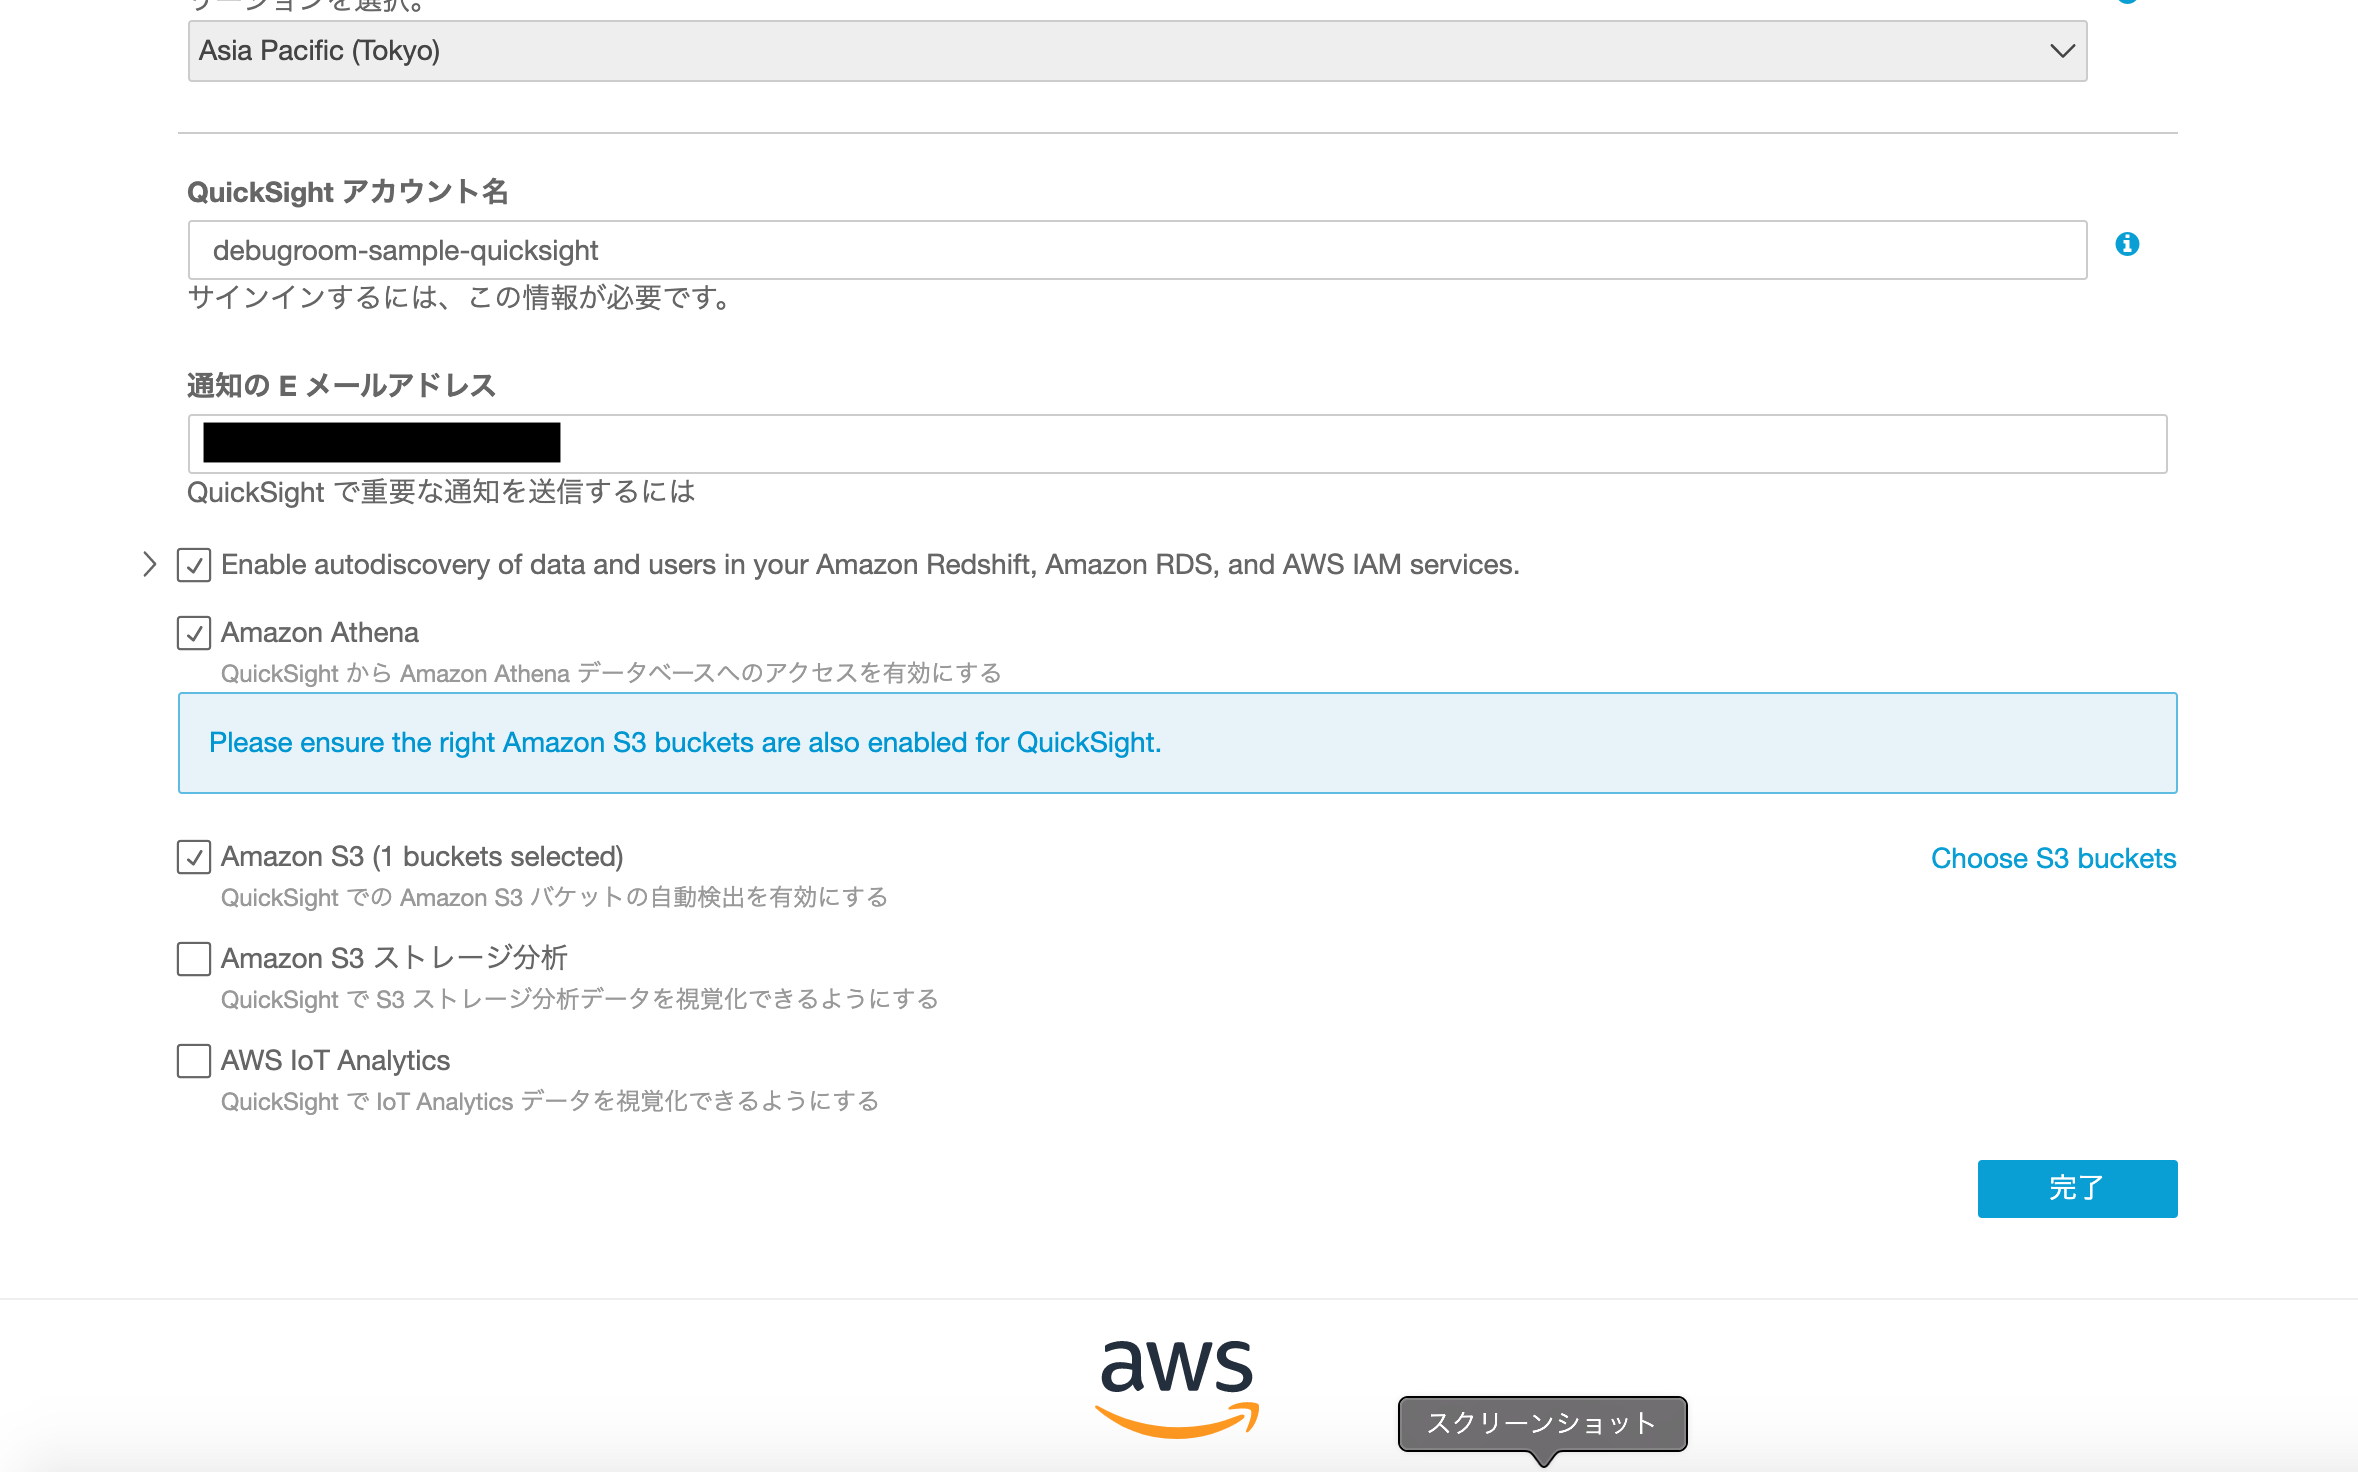 リージョンを選択。
Asia Pacific (Tokyo)
QuickSight アカウント名
debugroom-sample-quicksight
サインインするには、この情報が必要です。
通知の E メールアドレス
QuickSight で重要な通知を送信するには
Enable autodiscovery of data and users in your Amazon Redshift, Amazon RDS, and AWS IAM services.
Amazon Athena
QuickSight から Amazon Athena データベースへのアクセスを有効にする
Please ensure the right Amazon S3 buckets are also enabled for QuickSight.
Amazon S3 (1 buckets selected)
Choose S3 buckets
QuickSight での Amazon S3 バケットの自動検出を有効にする
Amazon S3 ストレージ分析
QuickSight で S3 ストレージ分析データを視覚化できるようにする
AWS IoT Analytics
QuickSight で IoT Analytics データを視覚化できるようにする
完了
aws
スクリーンショット